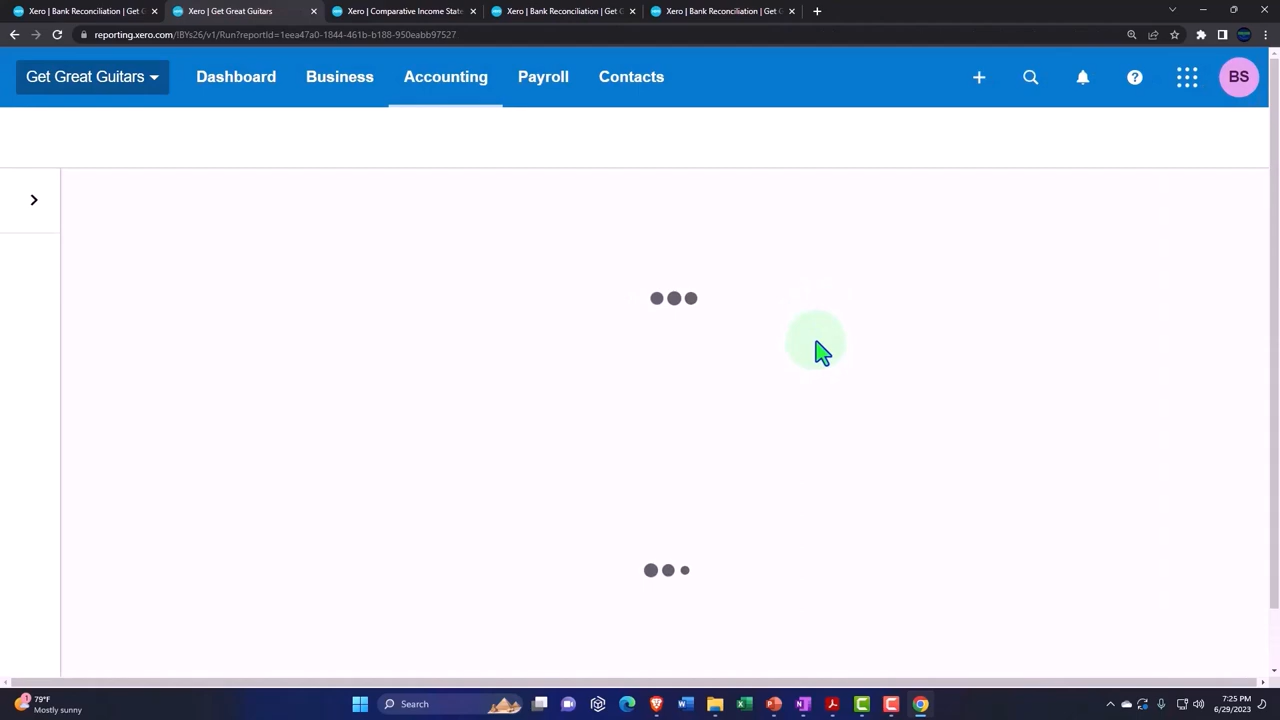 Xero | Bank Reconciliation | Get G
Xero | Get Great Guitars
Xero | Comparative Income State
Xero | Bank Reconciliation | Get G
Xero | Bank Reconciliation | Get G
reporting.xero.com/!BYs26/v1/Run?reportId=1eea47a0-1844-461b-b188-950eabb97527
Get Great Guitars
Dashboard
Business
Accounting
Payroll
Contacts
BS
79°F
Mostly sunny
Search
7:25 PM
6/29/2023